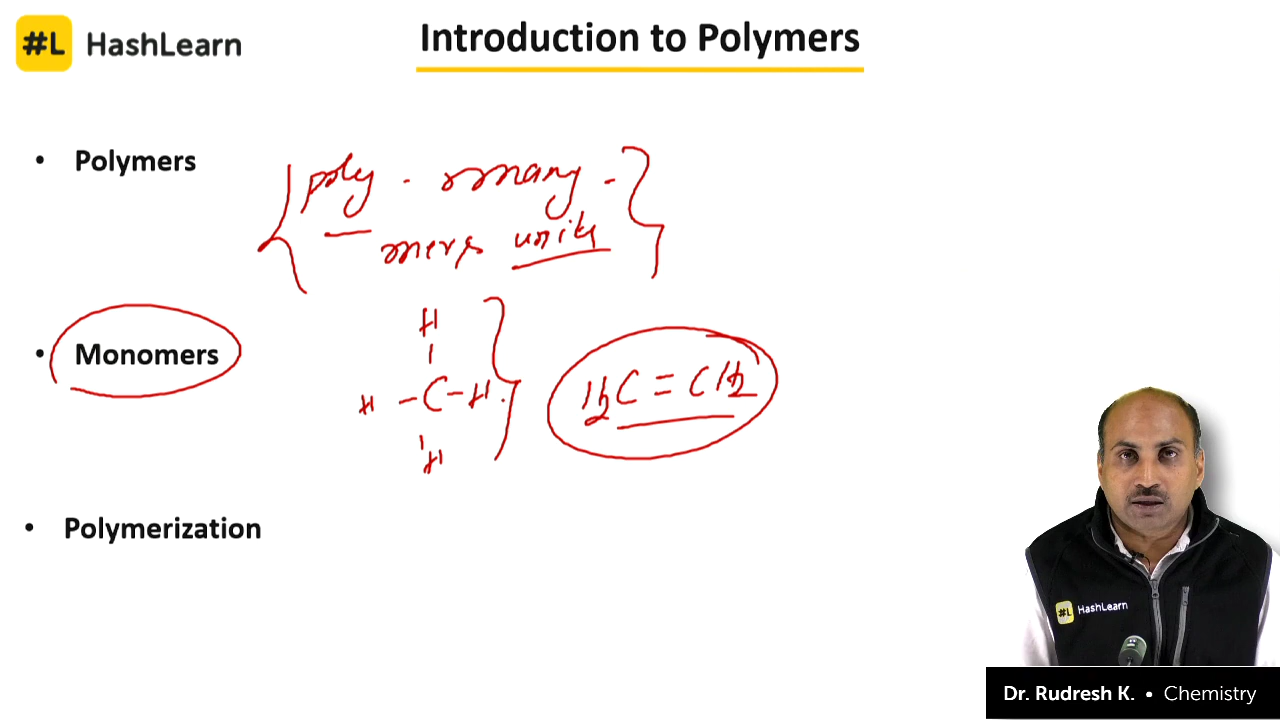 #L HashLearn
Introduction to Polymers
• Polymers
poly - many -
mers units
• Monomers
H
H - C - H
H
H2C = CH2
• Polymerization
#L HashLearn
Dr. Rudresh K. • Chemistry